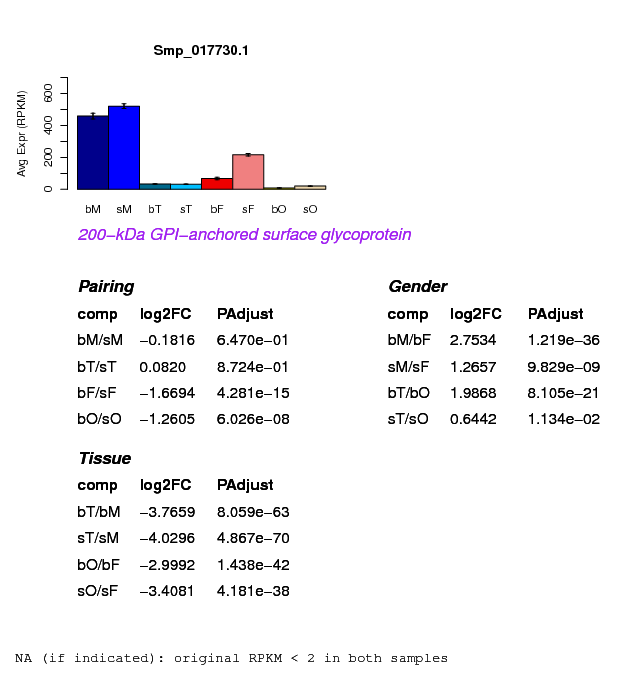 Smp_017730.1
Avg Expr (RPKM)
600
400
200
0
bM sM bT sT bF sF bO sO
200−kDa GPI−anchored surface glycoprotein
Pairing
comp log2FC PAdjust
bM/sM −0.1816 6.470e−01
bT/sT 0.0820 8.724e−01
bF/sF −1.6694 4.281e−15
bO/sO −1.2605 6.026e−08
Gender
comp log2FC PAdjust
bM/bF 2.7534 1.219e−36
sM/sF 1.2657 9.829e−09
bT/bO 1.9868 8.105e−21
sT/sO 0.6442 1.134e−02
Tissue
comp log2FC PAdjust
bT/bM −3.7659 8.059e−63
sT/sM −4.0296 4.867e−70
bO/bF −2.9992 1.438e−42
sO/sF −3.4081 4.181e−38
NA (if indicated): original RPKM < 2 in both samples